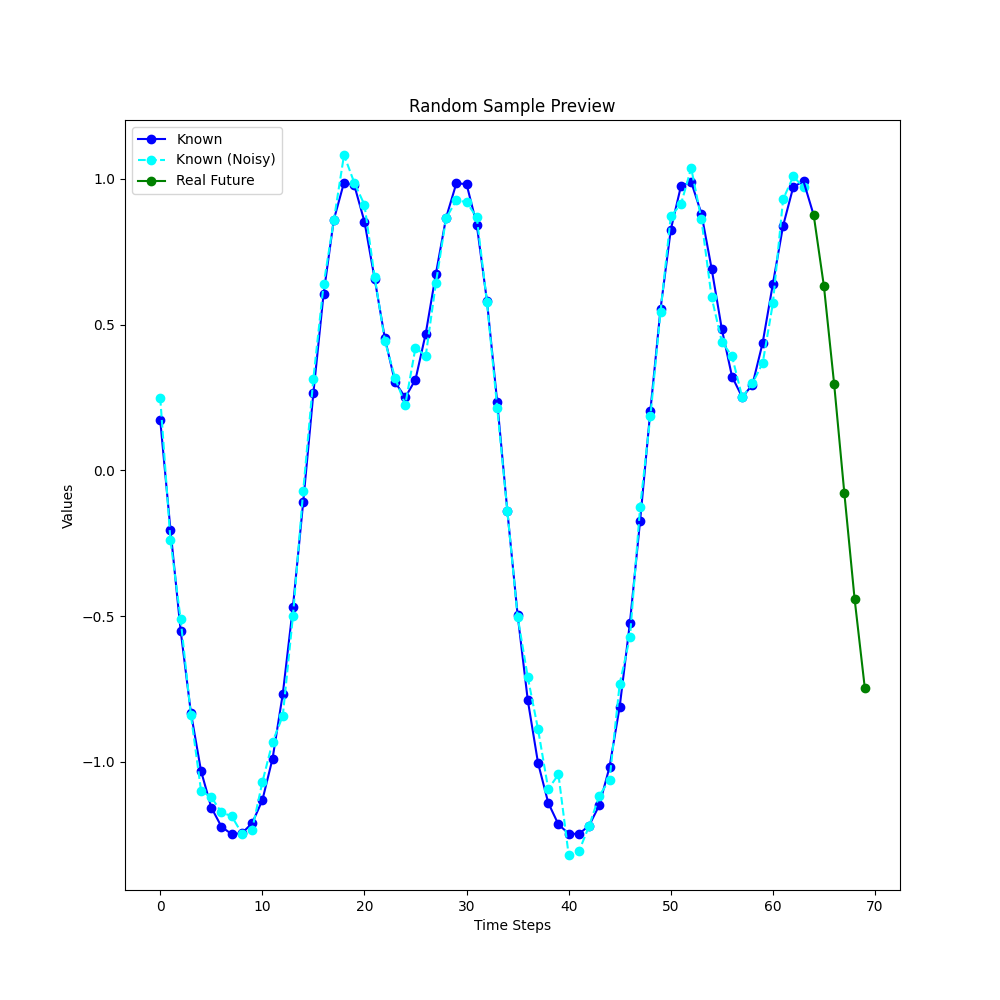 Random Sample Preview
Known
Known (Noisy)
Real Future
1.0
0.5
0.0
−0.5
−1.0
Values
0 10 20 30 40 50 60 70
Time Steps